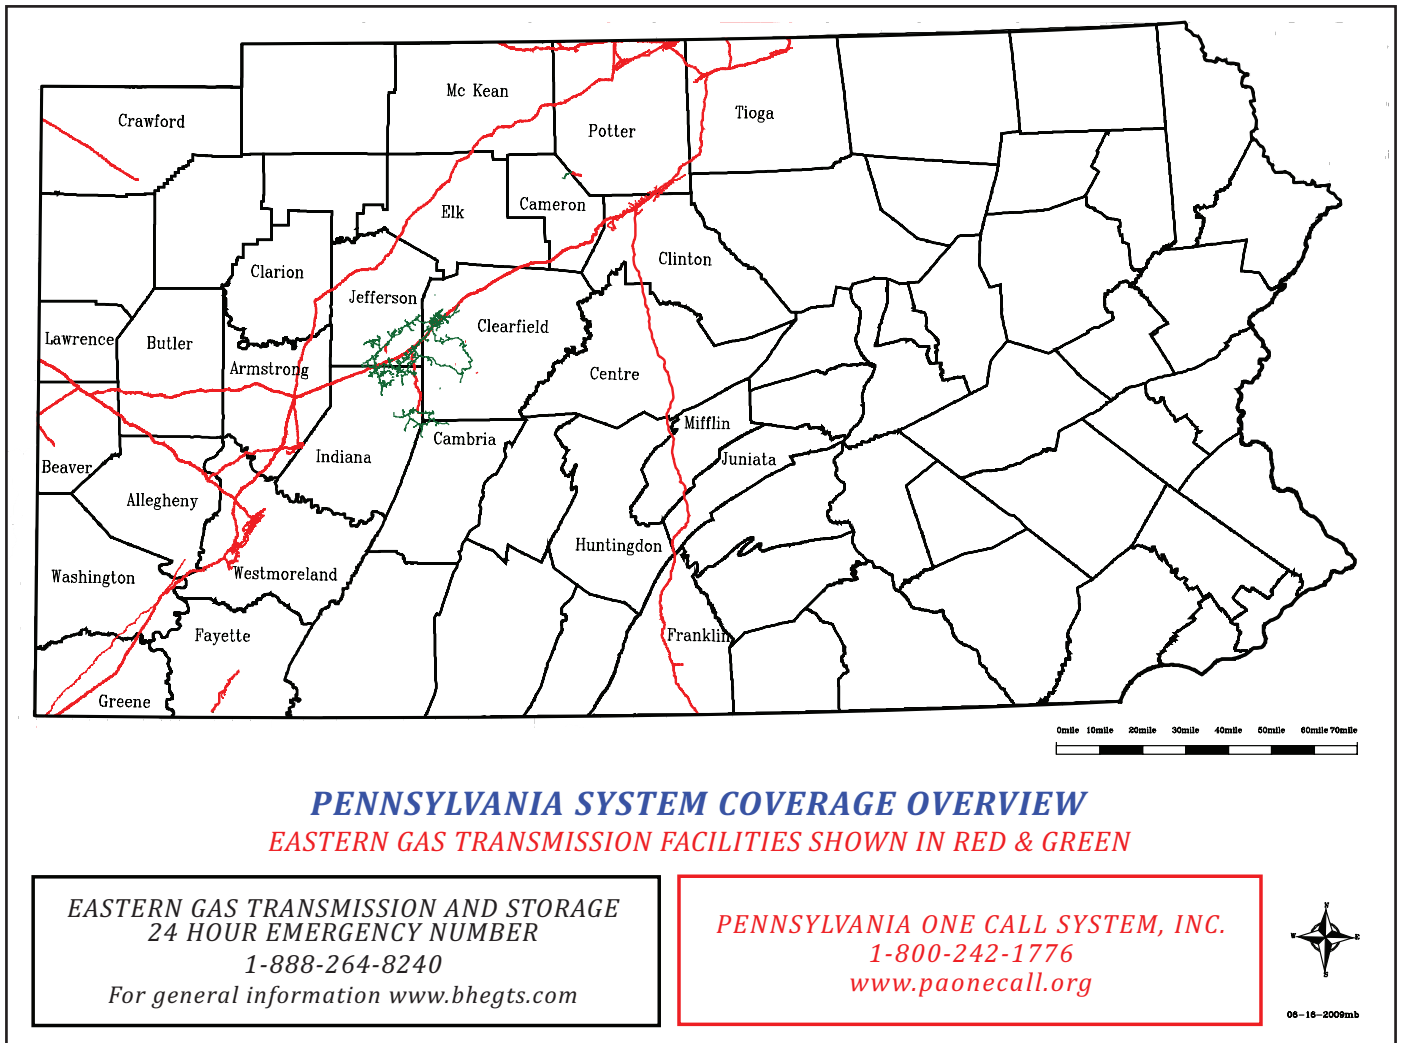 Mc Kean
Crawford
Tioga
Potter
Cameron
Elk
Clinton
Clarion
Jefferson
Clearfield
Lawrence
Butler
Armstrong
Centre
Mifflin
Cambria
Indiana
Juniata
Beaver
Allegheny
Huntingdon
Washington
Westmoreland
Fayette
Franklin
Greene
0mile 10mile 20mile 30mile 40mile 50mile 60mile 70mile
PENNSYLVANIA SYSTEM COVERAGE OVERVIEW
EASTERN GAS TRANSMISSION FACILITIES SHOWN IN RED & GREEN
EASTERN GAS TRANSMISSION AND STORAGE
24 HOUR EMERGENCY NUMBER
1-888-264-8240
For general information www.bhegts.com
PENNSYLVANIA ONE CALL SYSTEM, INC.
1-800-242-1776
www.paonecall.org
N
W E
S
06-16-2009mb